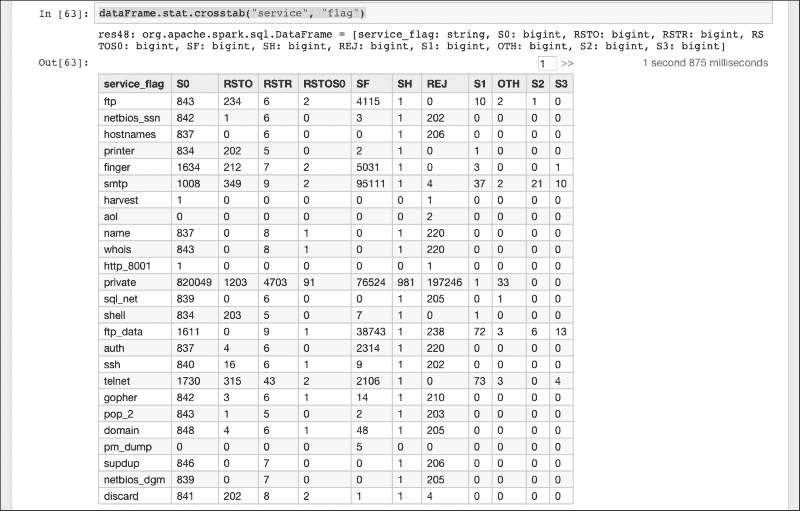 In [63]: dataFrame.stat.crosstab("service", "flag")
res48: org.apache.spark.sql.DataFrame = [service_flag: string, S0: bigint, RSTO: bigint, RSTR: bigint, RS
TOS0: bigint, SF: bigint, SH: bigint, REJ: bigint, S1: bigint, OTH: bigint, S2: bigint, S3: bigint]
Out[63]: 1 >> 1 second 875 milliseconds
service_flag S0 RSTO RSTR RSTOS0 SF SH REJ S1 OTH S2 S3
ftp 843 234 6 2 4115 1 0 10 2 1 0
netbios_ssn 842 1 6 0 3 1 202 0 0 0 0
hostnames 837 0 6 0 0 1 206 0 0 0 0
printer 834 202 5 0 2 1 0 1 0 0 0
finger 1634 212 7 2 5031 1 0 3 0 0 1
smtp 1008 349 9 2 95111 1 4 37 2 21 10
harvest 1 0 0 0 0 0 1 0 0 0 0
aol 0 0 0 0 0 0 2 0 0 0 0
name 837 0 8 1 0 1 220 0 0 0 0
whois 843 0 8 1 0 1 220 0 0 0 0
http_8001 1 0 0 0 0 0 1 0 0 0 0
private 820049 1203 4703 91 76524 981 197246 1 33 0 0
sql_net 839 0 6 0 0 1 205 0 1 0 0
shell 834 203 5 0 7 1 0 1 0 0 0
ftp_data 1611 0 9 1 38743 1 238 72 3 6 13
auth 837 4 6 0 2314 1 220 0 0 0 0
ssh 840 16 6 1 9 1 202 0 0 0 0
telnet 1730 315 43 2 2106 1 0 73 3 0 4
gopher 842 3 6 1 14 1 210 0 0 0 0
pop_2 843 1 5 0 2 1 203 0 0 0 0
domain 848 4 6 1 48 1 205 0 0 0 0
pm_dump 0 0 0 0 5 0 0 0 0 0 0
supdup 846 0 7 0 0 1 206 0 0 0 0
netbios_dgm 839 0 7 0 0 1 205 0 0 0 0
discard 841 202 8 2 1 1 4 0 0 0 0